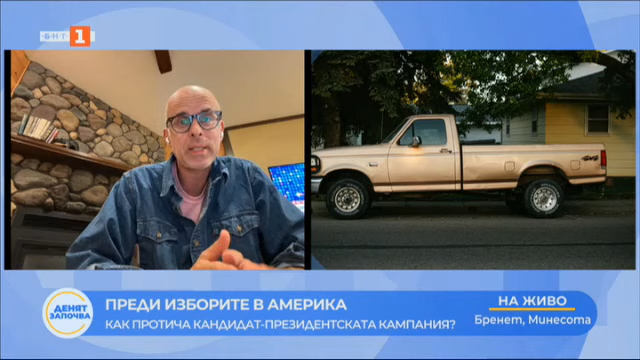 БНТ 1
4x4
ДЕНЯТ
ЗАПОЧВА
ПРЕДИ ИЗБОРИТЕ В АМЕРИКА
КАК ПРОТИЧА КАНДИДАТ-ПРЕЗИДЕНТСКАТА КАМПАНИЯ?
НА ЖИВО
Бренет, Минесота